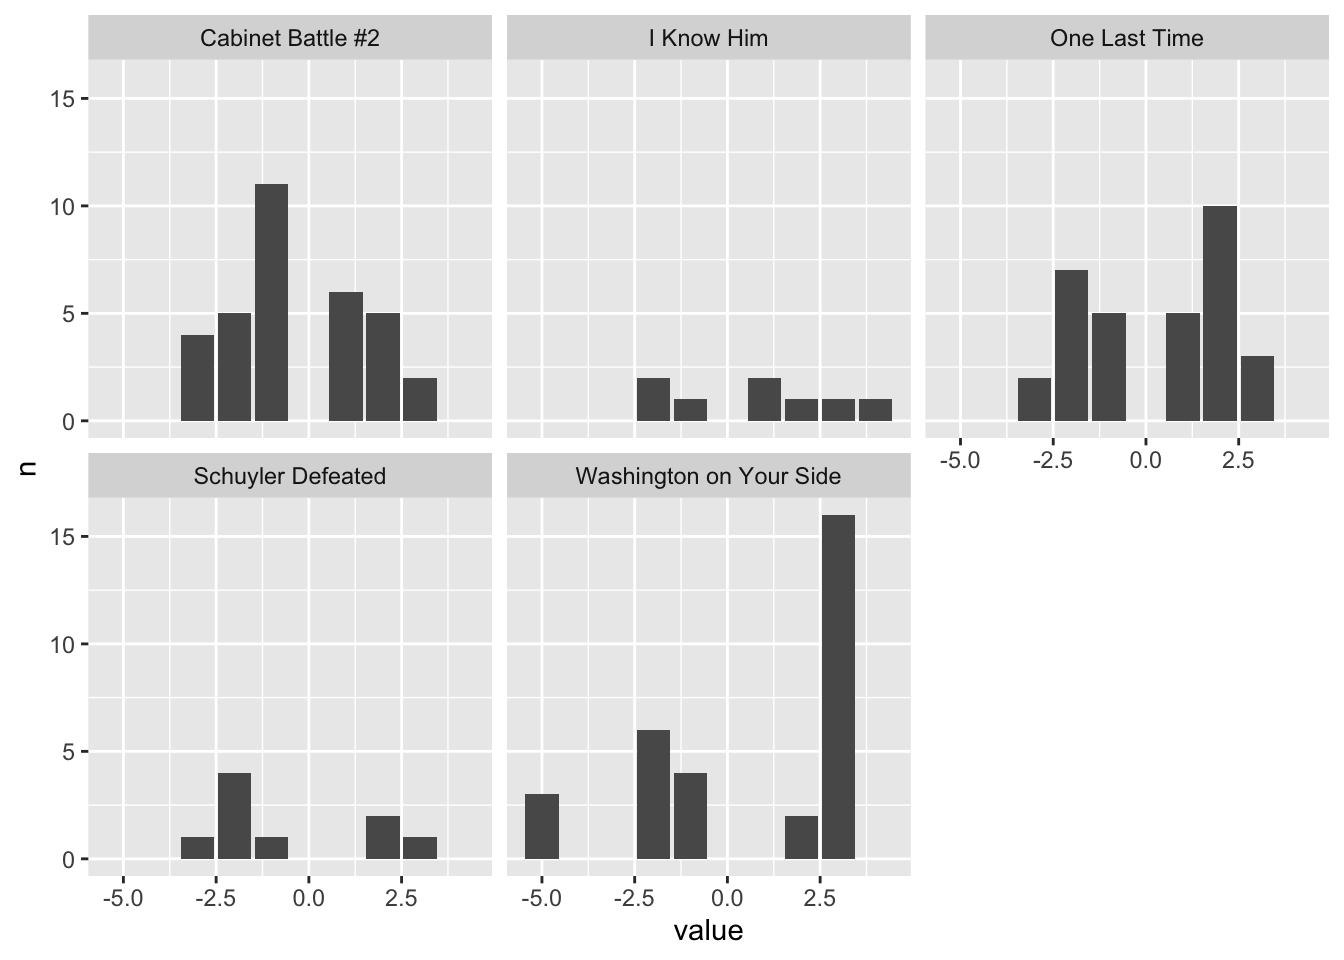 Cabinet Battle #2
I Know Him
One Last Time
15
10
5
0
-5.0 -2.5 0.0 2.5
n
Schuyler Defeated
Washington on Your Side
15
10
5
0
-5.0 -2.5 0.0 2.5
-5.0 -2.5 0.0 2.5
value